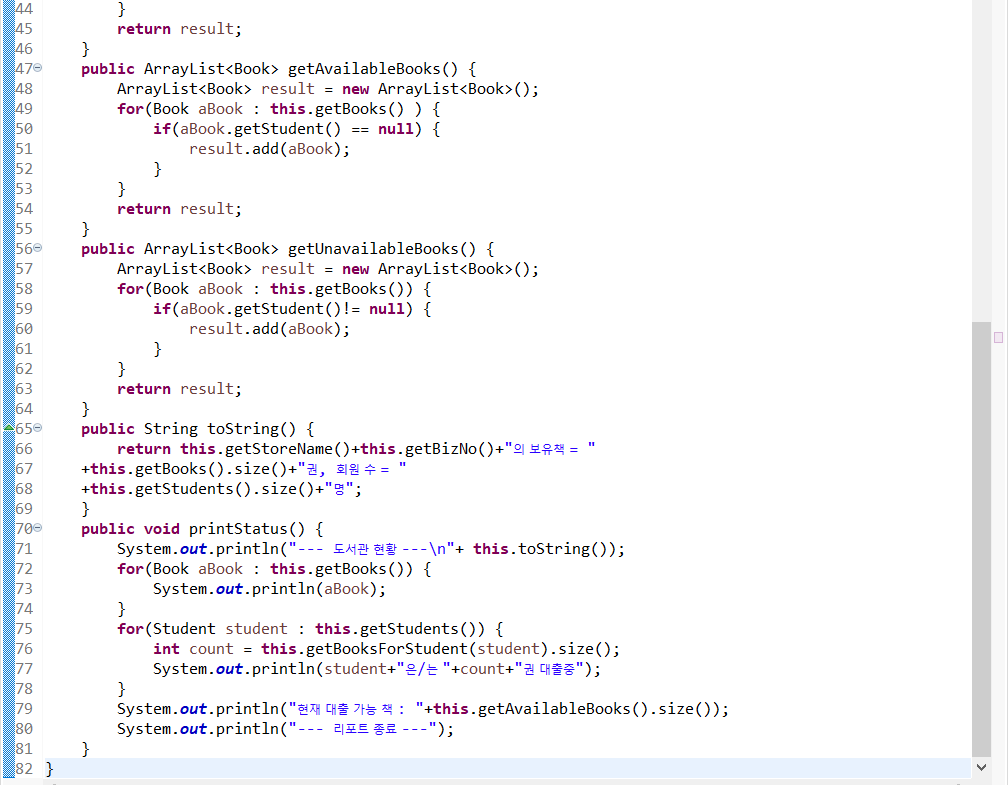 44         }
45         return result;
46     }
47     public ArrayList<Book> getAvailableBooks() {
48         ArrayList<Book> result = new ArrayList<Book>();
49         for(Book aBook : this.getBooks() ) {
50             if(aBook.getStudent() == null) {
51                 result.add(aBook);
52             }
53         }
54         return result;
55     }
56     public ArrayList<Book> getUnavailableBooks() {
57         ArrayList<Book> result = new ArrayList<Book>();
58         for(Book aBook : this.getBooks()) {
59             if(aBook.getStudent()!= null) {
60                 result.add(aBook);
61             }
62         }
63         return result;
64     }
65     public String toString() {
66         return this.getStoreName()+this.getBizNo()+"의 보유책 = "
67     +this.getBooks().size()+"권, 회원 수 = "
68     +this.getStudents().size()+"명";
69     }
70     public void printStatus() {
71         System.out.println("--- 도서관 현황 ---\n"+ this.toString());
72         for(Book aBook : this.getBooks()) {
73             System.out.println(aBook);
74         }
75         for(Student student : this.getStudents()) {
76             int count = this.getBooksForStudent(student).size();
77             System.out.println(student+"은/는 "+count+"권 대출중");
78         }
79         System.out.println("현재 대출 가능 책 : "+this.getAvailableBooks().size());
80         System.out.println("--- 리포트 종료 ---");
81     }
82 }